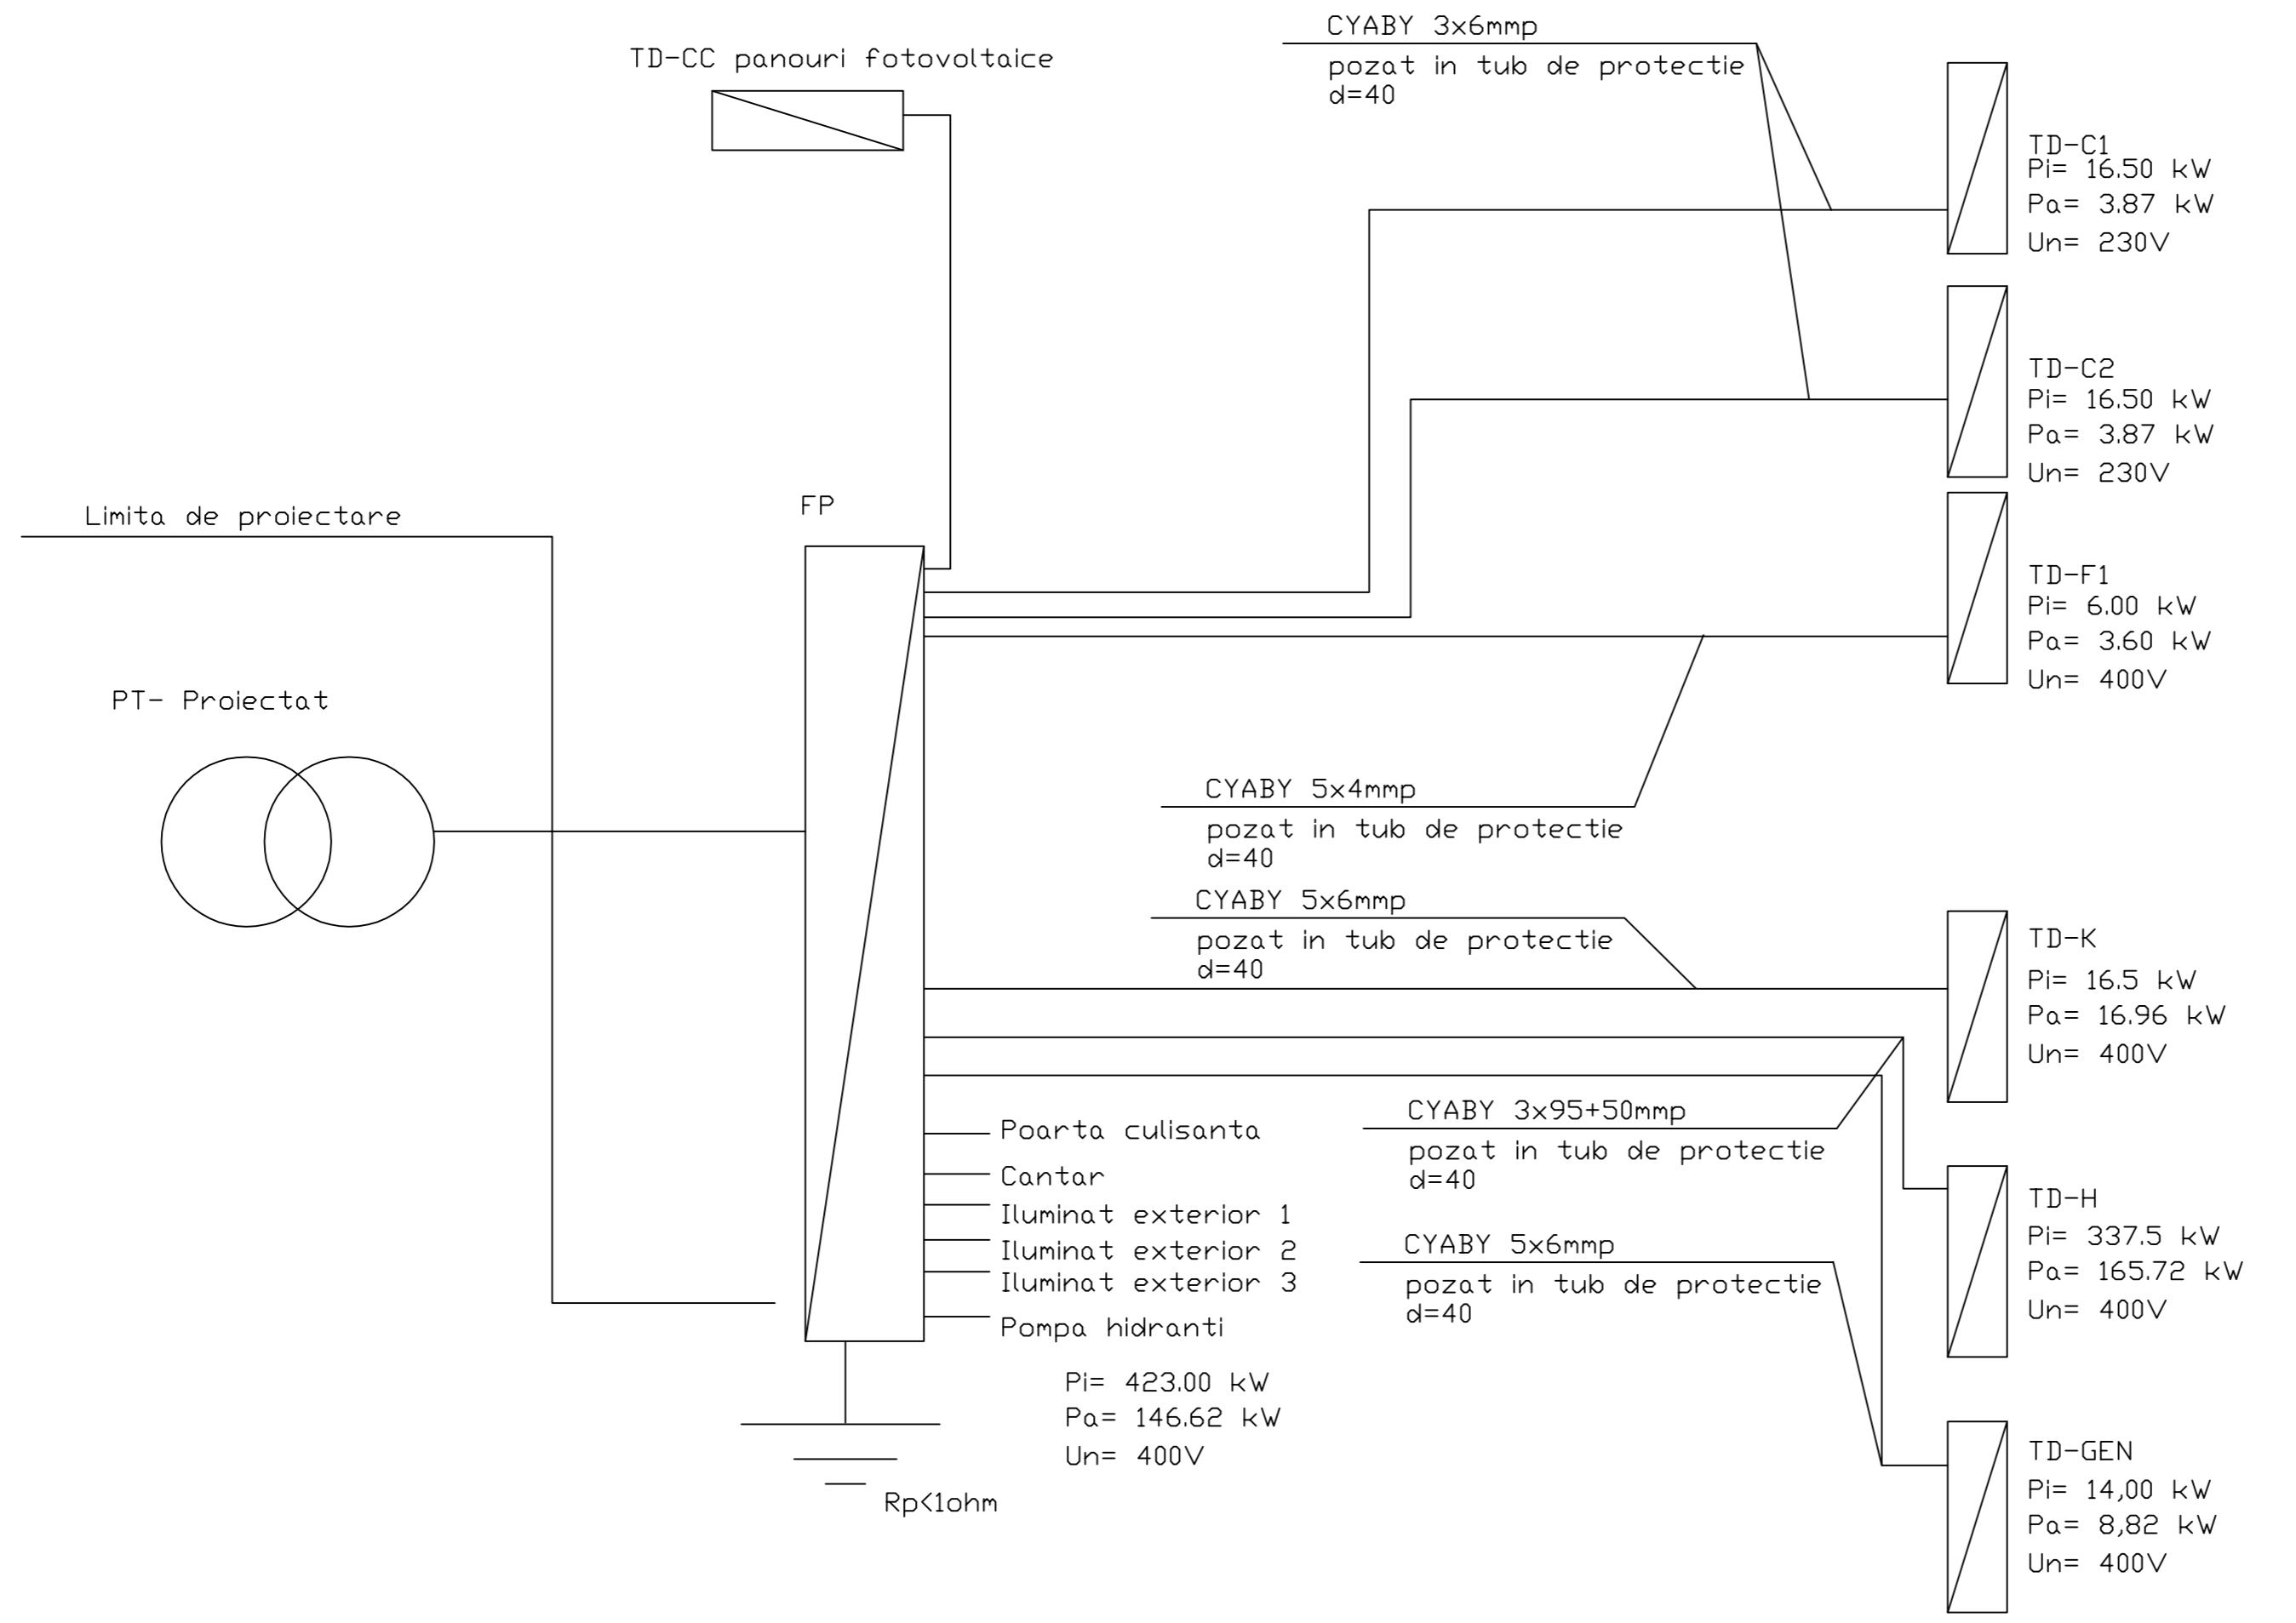 TD-CC panouri fotovoltaice
CYABY 3x6mmp
pozat in tub de protectie
d=40
TD-C1
Pi= 16.50 kW
Pa= 3.87 kW
Un= 230V
TD-C2
Pi= 16.50 kW
Pa= 3.87 kW
Un= 230V
FP
Limita de proiectare
TD-F1
Pi= 6.00 kW
Pa= 3.60 kW
Un= 400V
PT- Proiectat
CYABY 5x4mmp
pozat in tub de protectie
d=40
CYABY 5x6mmp
pozat in tub de protectie
d=40
TD-K
Pi= 16.5 kW
Pa= 16.96 kW
Un= 400V
CYABY 3x95+50mmp
pozat in tub de protectie
d=40
Poarta culisanta
Cantar
Iluminat exterior 1
Iluminat exterior 2
Iluminat exterior 3
Pompa hidranti
TD-H
Pi= 337.5 kW
Pa= 165.72 kW
Un= 400V
CYABY 5x6mmp
pozat in tub de protectie
d=40
Pi= 423.00 kW
Pa= 146.62 kW
Un= 400V
Rp<1ohm
TD-GEN
Pi= 14,00 kW
Pa= 8,82 kW
Un= 400V